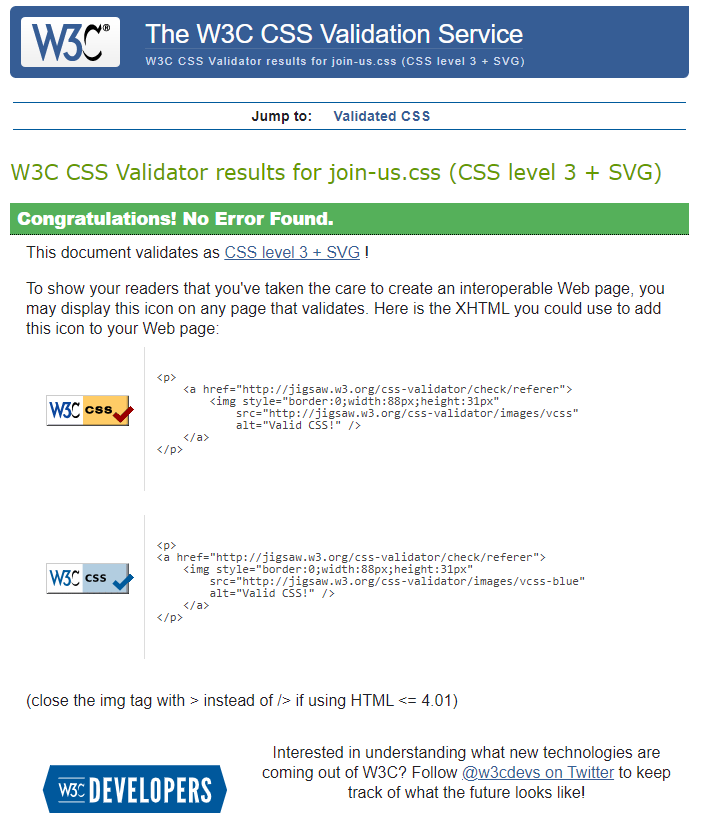 W3C® The W3C CSS Validation Service
W3C CSS Validator results for join-us.css (CSS level 3 + SVG)
Jump to: Validated CSS
W3C CSS Validator results for join-us.css (CSS level 3 + SVG)
Congratulations! No Error Found.
This document validates as CSS level 3 + SVG !
To show your readers that you've taken the care to create an interoperable Web page, you
may display this icon on any page that validates. Here is the XHTML you could use to add
this icon to your Web page:
W3C css
<p>
    <a href="http://jigsaw.w3.org/css-validator/check/referer">
        <img style="border:0;width:88px;height:31px"
            src="http://jigsaw.w3.org/css-validator/images/vcss"
            alt="Valid CSS!" />
    </a>
</p>
W3C css
<p>
<a href="http://jigsaw.w3.org/css-validator/check/referer">
    <img style="border:0;width:88px;height:31px"
        src="http://jigsaw.w3.org/css-validator/images/vcss-blue"
        alt="Valid CSS!" />
    </a>
</p>
(close the img tag with > instead of /> if using HTML <= 4.01)
W3C DEVELOPERS
Interested in understanding what new technologies are
coming out of W3C? Follow @w3cdevs on Twitter to keep
track of what the future looks like!